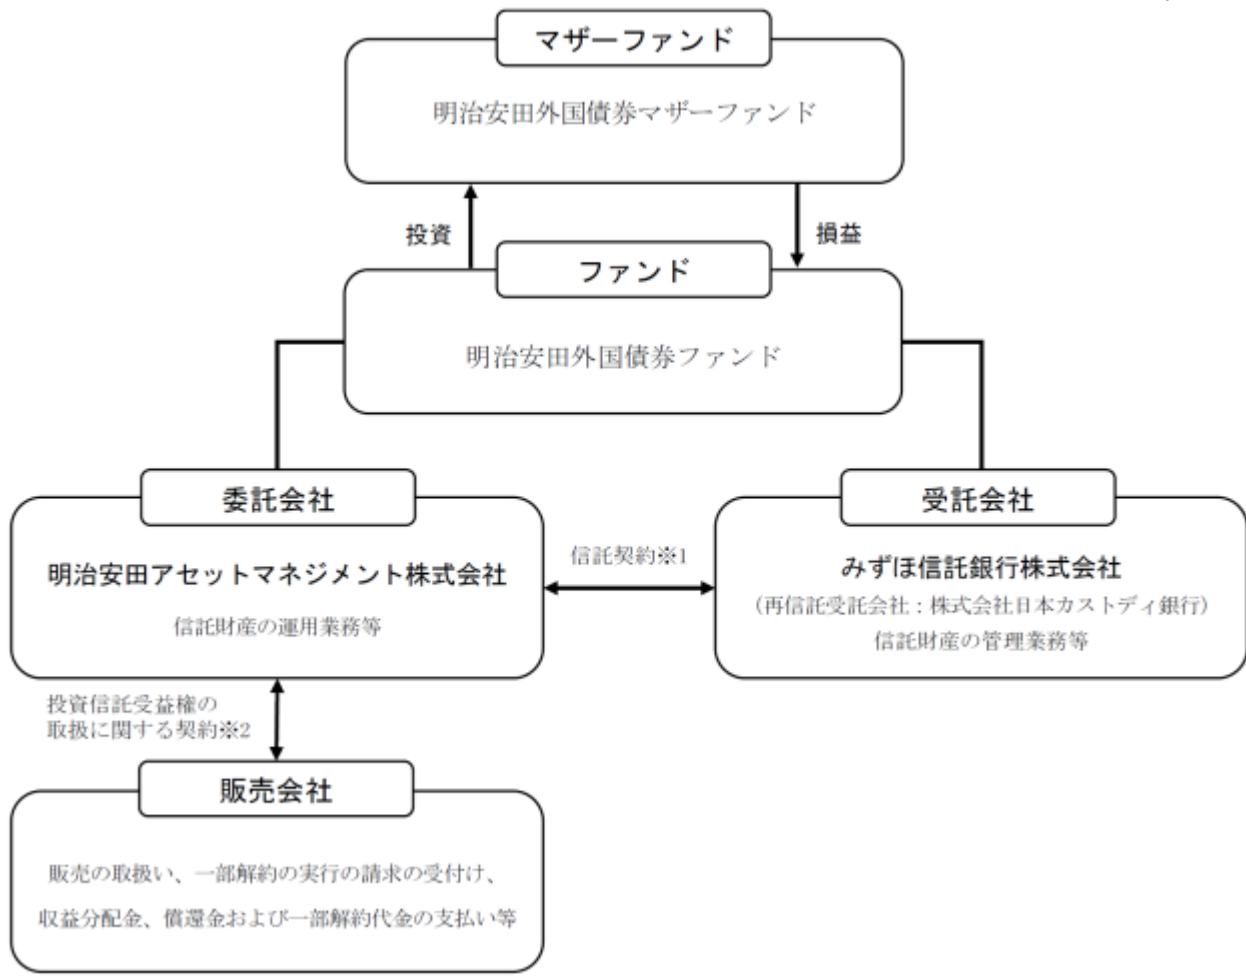 マザーファンド
明治安田外国債券マザーファンド
投資
損益
ファンド
明治安田外国債券ファンド
委託会社
明治安田アセットマネジメント株式会社
信託財産の運用業務等
信託契約※1
受託会社
みずほ信託銀行株式会社
(再信託受託会社:株式会社日本カストディ銀行)
信託財産の管理業務等
投資信託受益権の
取扱に関する契約※2
販売会社
販売の取扱い、一部解約の実行の請求の受付け、
収益分配金、償還金および一部解約代金の支払い等